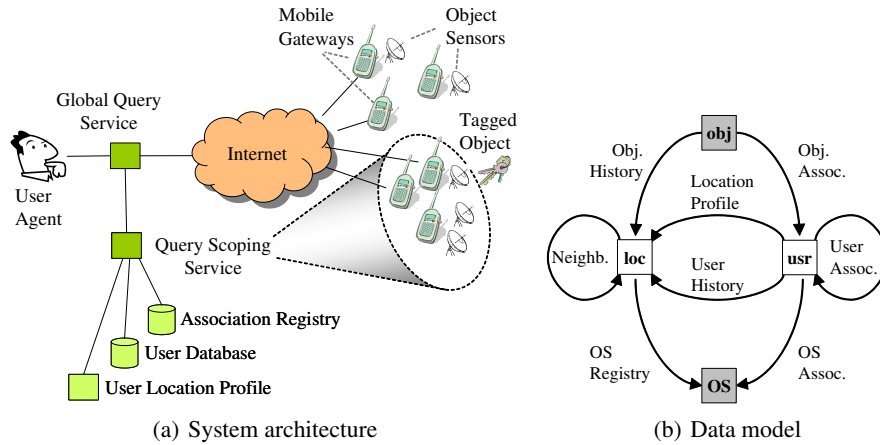 Mobile
Gateways
Object
Sensors
Global Query
Service
Tagged
Object
Internet
User
Agent
Query Scoping
Service
Association Registry
User Database
User Location Profile
(a) System architecture
obj
Obj.
History
Obj.
Assoc.
Location
Profile
Neighb.
loc
usr
User
Assoc.
User
History
OS
Registry
OS
Assoc.
OS
(b) Data model